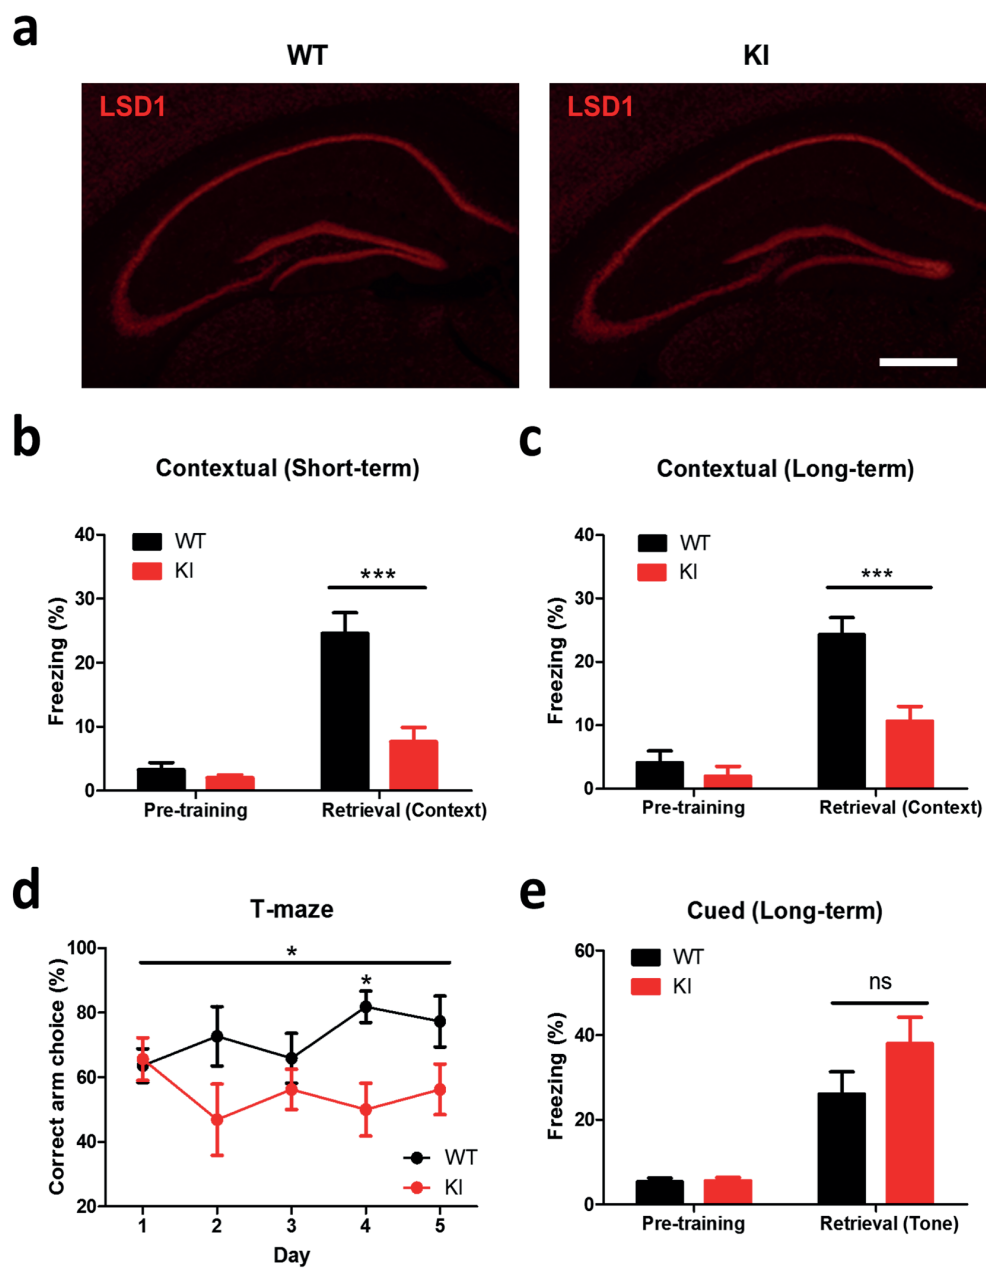 a
WT
KI
LSD1
LSD1
b
Contextual (Short-term)
40
30
20
10
0
Freezing (%)
WT
KI
***
Pre-training
Retrieval (Context)
c
Contextual (Long-term)
40
30
20
10
0
Freezing (%)
WT
KI
***
Pre-training
Retrieval (Context)
d
T-maze
100
80
60
40
20
Correct arm choice (%)
*
*
WT
KI
1 2 3 4 5
Day
e
Cued (Long-term)
60
40
20
0
Freezing (%)
WT
KI
ns
Pre-training
Retrieval (Tone)